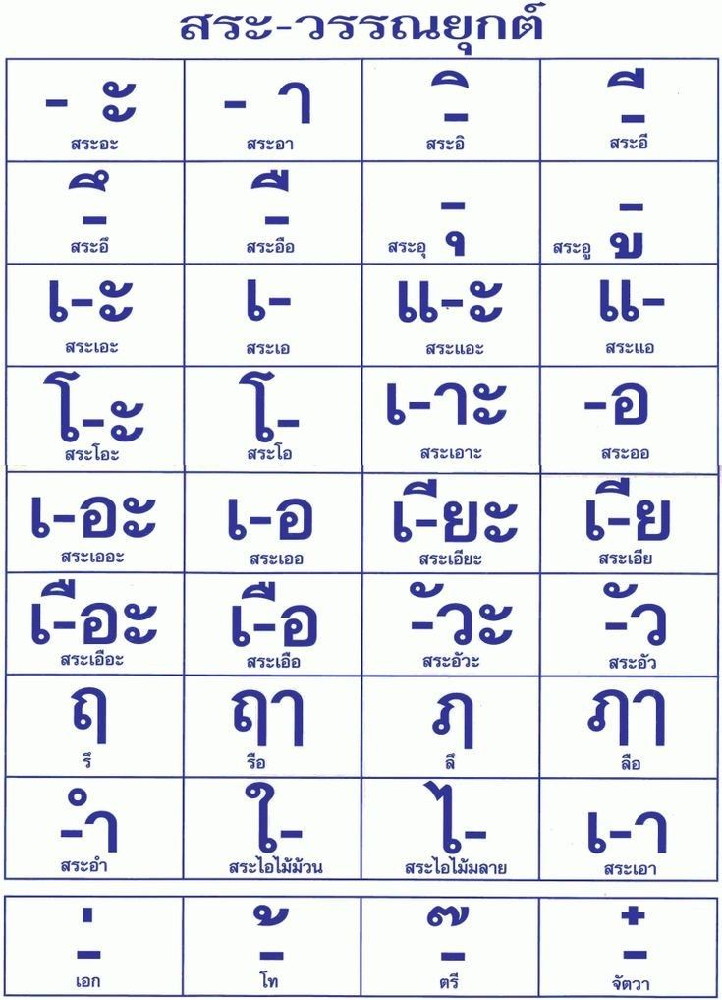 สระ-วรรณยุกต์
-ะ -า -ิ -ี
สระอะ สระอา สระอิ สระอี
-ึ -ื -ุ -ู
สระอึ สระอือ สระอุ สระอู
เ-ะ เ- แ-ะ แ-
สระเอะ สระเอ สระแอะ สระแอ
โ-ะ โ- เ-าะ -อ
สระโอะ สระโอ สระเอาะ สระออ
เ-อะ เ-อ เ-ียะ เ-ีย
สระเออะ สระเออ สระเอียะ สระเอีย
เ-ือะ เ-ือ -ัวะ -ัว
สระเอือะ สระเอือ สระอัวะ สระอัว
ฤ ฤา ฦ ฦา
รึ รือ ลึ ลือ
-ำ ใ- ไ- เ-า
สระอำ สระไอไม้ม้วน สระไอไม้มลาย สระเอา
-่ -้ -๊ -๋
เอก โท ตรี จัตวา